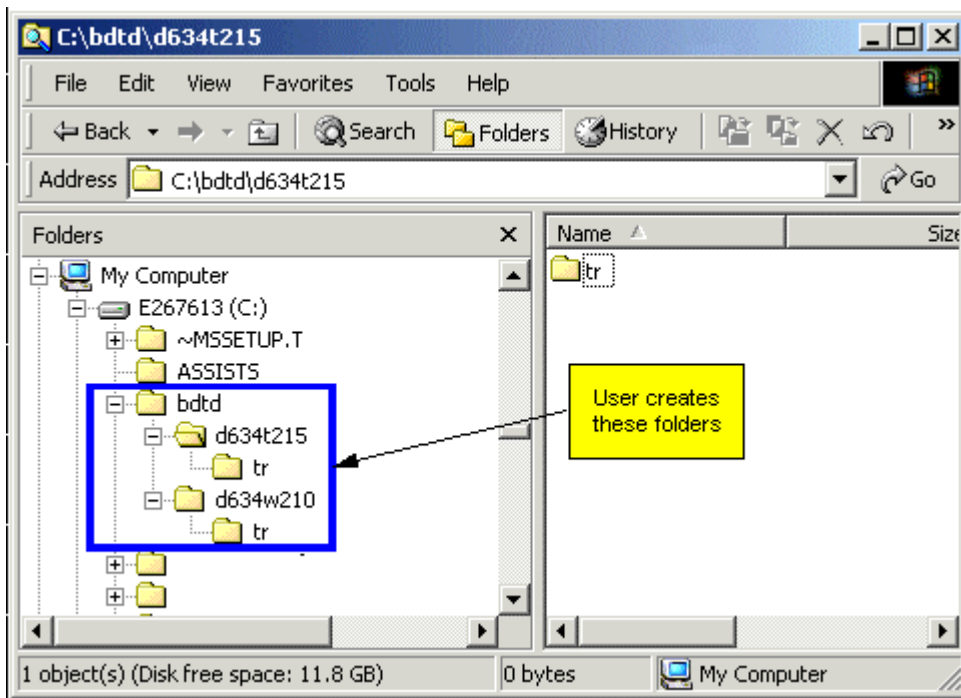 C:\bdtd\d634t215
File Edit View Favorites Tools Help
Back Search Folders History »
Address C:\bdtd\d634t215 Go
Folders
Name Size
My Computer
tr
E267613 (C:)
~MSSETUP.T
ASSISTS
bdtd
d634t215
tr
d634w210
tr
User creates
these folders
1 object(s) (Disk free space: 11.8 GB) 0 bytes My Computer